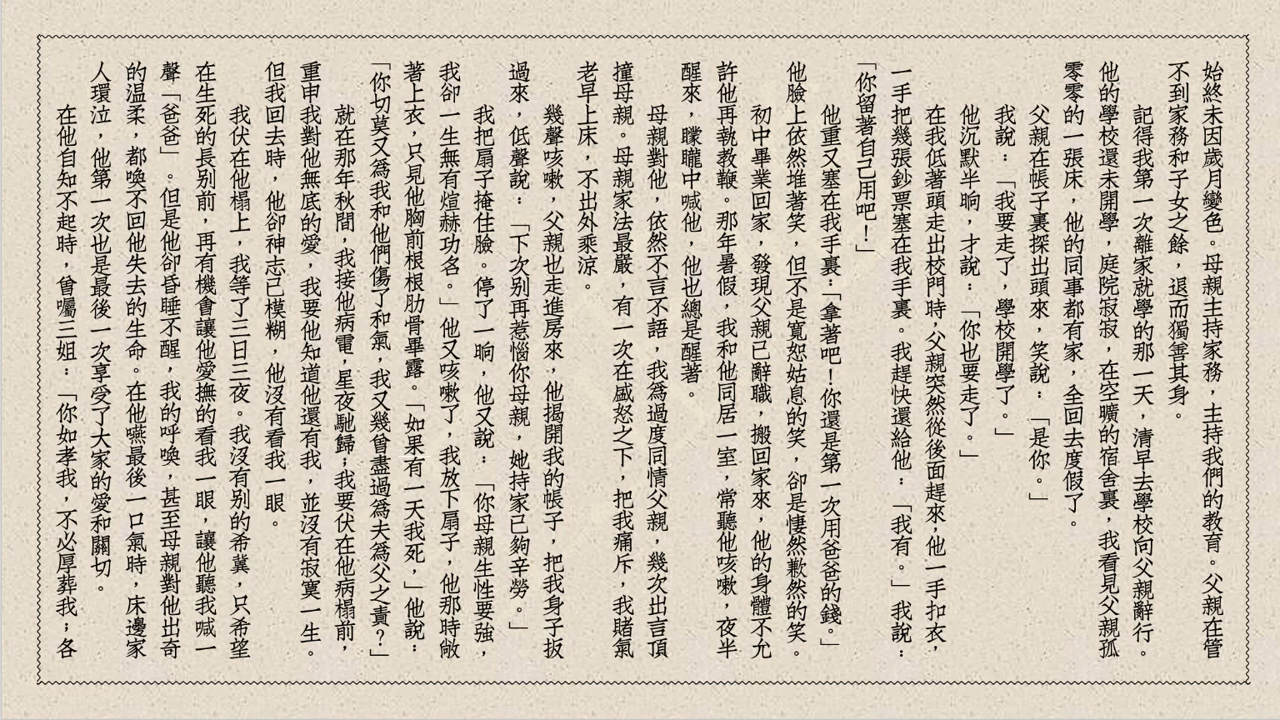 始終未因歲月變色。母親主持家務，主持我們的教育。父親在管
不到家務和子女之餘，退而獨善其身。
記得我第一次離家就學的那一天，清早去學校向父親辭行。
他的學校還未開學，庭院寂寂，在空曠的宿舍裏，我看見父親孤
零零的一張床，他的同事都有家，全回去度假了。
父親在帳子裏探出頭來，笑說：「是你。」
我說：「我要走了，學校開學了。」
他沉默半晌，才說：「你也要走了。」
在我低著頭走出校門時，父親突然從後面趕來，他一手扣衣，
一手把幾張鈔票塞在我手裏。我趕快還給他：「我有。」我說：
「你留著自己用吧！」
他重又塞在我手裏：「拿著吧！你還是第一次用爸爸的錢。」
他臉上依然堆著笑，但不是寬恕姑息的笑，卻是悽然歉然的笑。
初中畢業回家，發現父親已辭職，搬回家來，他的身體不允
許他再執教鞭。那年暑假，我和他同居一室，常聽他咳嗽，夜半
醒來，矇矓中喊他，他也總是醒著。
母親對他，依然不言不語，我為過度同情父親，幾次出言頂
撞母親。母親家法最嚴，有一次在盛怒之下，把我痛斥，我賭氣
老早上床，不出外乘涼。
幾聲咳嗽，父親也走進房來，他揭開我的帳子，把我身子扳
過來，低聲說：「下次別再惹惱你母親，她持家已夠辛勞。」
我把扇子掩住臉。停了一晌，他又說：「你母親生性要強，
我卻一生無有煊赫功名。」他又咳嗽了，我放下扇子，他那時敞
著上衣，只見他胸前根根肋骨畢露。「如果有一天我死，」他說：
「你切莫又為我和他們傷了和氣，我又幾曾盡過為夫為父之責？」
就在那年秋間，我接他病電，星夜馳歸；我要伏在他病榻前，
重申我對他無底的愛，我要他知道他還有我，並沒有寂寞一生。
但我回去時，他卻神志已模糊，他沒有看我一眼。
我伏在他榻上，我等了三日三夜。我沒有別的希冀，只希望
在生死的長別前，再有機會讓他愛撫的看我一眼，讓他聽我喊一
聲「爸爸」。但是他卻昏睡不醒，我的呼喚，甚至母親對他出奇
的温柔，都喚不回他失去的生命。在他嚥最後一口氣時，床邊家
人環泣，他第一次也是最後一次享受了大家的愛和關切。
在他自知不起時，曾囑三姐：「你如孝我，不必厚葬我；各